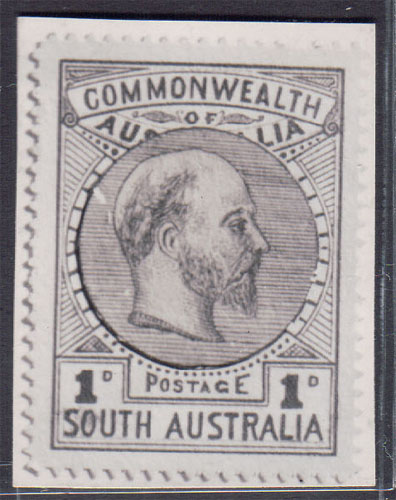 COMMONWEALTH
OF
AUSTRALIA
1D POSTAGE 1D
SOUTH AUSTRALIA